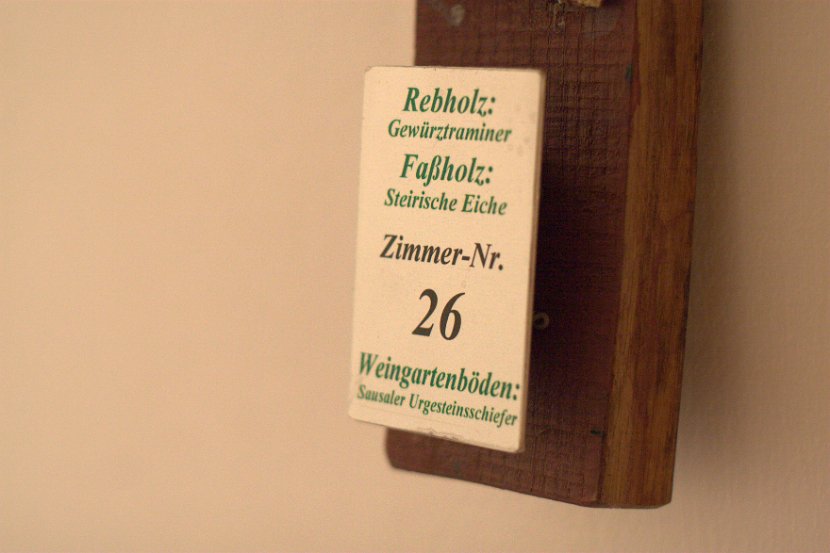 Rebholz:
Gewürztraminer
Faßholz:
Steirische Eiche
Zimmer-Nr.
26
Weingartenböden:
Sausaler Urgesteinsschiefer